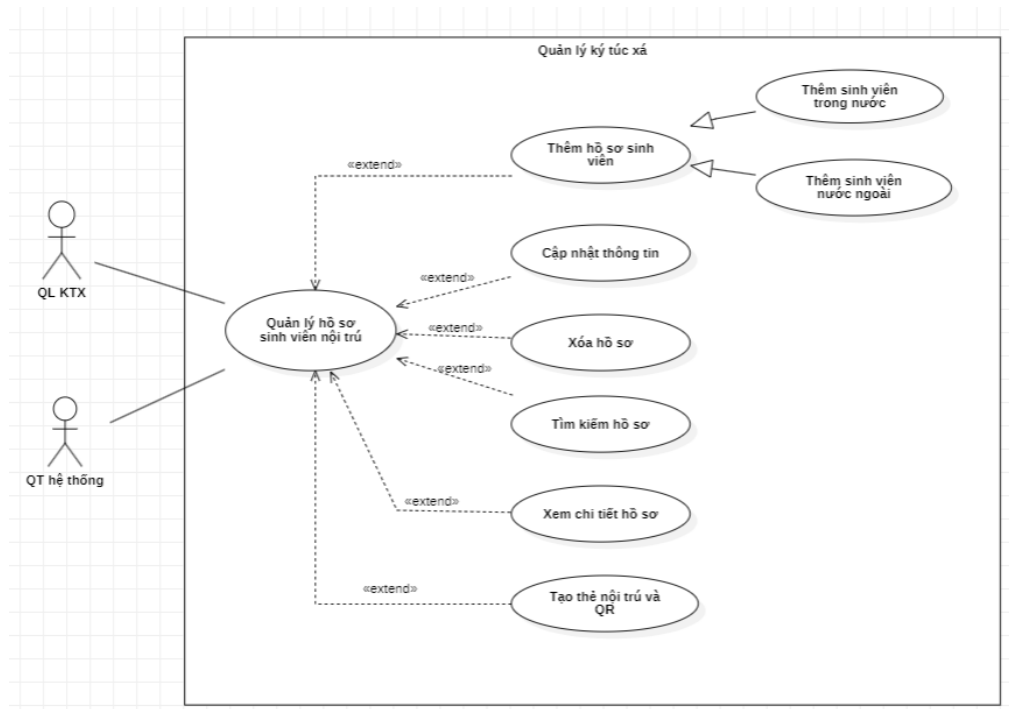 Quản lý ký túc xá
Thêm sinh viên
trong nước
Thêm hồ sơ sinh
viên
«extend»
Thêm sinh viên
nước ngoài
Cập nhật thông tin
«extend»
QL KTX
Quản lý hồ sơ
sinh viên nội trú
«extend»
Xóa hồ sơ
«extend»
Tìm kiếm hồ sơ
QT hệ thống
«extend»
Xem chi tiết hồ sơ
«extend»
Tạo thẻ nội trú và
QR